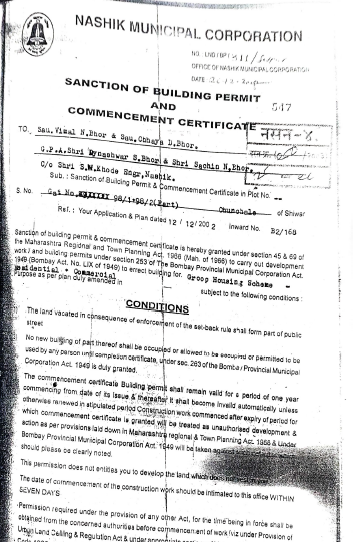 NASHIK MUNICIPAL CORPORATION
NO. LND / BP /
OFFICE OF NASHIK MUNICIPAL CORPORATION
DATE :
SANCTION OF BUILDING PERMIT
AND
COMMENCEMENT CERTIFICATE
547
TO, Sau. Vimal N.Bhor & Sau. Chhaya D.Bhor.
G.P.A.Shri Dynaeshwar S.Bhor & Shri Sachin N.Bhor.
C/o Shri S.W.Khode Engr,Nashik.
Sub. : Sanction of Building Permit & Commencement Certificate in Plot No. --
S. No. Gat No. 98/1+98/2(Part) of Shiwar
Ref. : Your Application & Plan dated 12 / 12 / 2002 Inward No. B2/168
Sanction of building permit & commencement certificate is hereby granted under section 45 & 69 of
the Maharashtra Regional and Town Planning Act. 1966 (Mah. of 1966) to carry out development
work / and building permits under section 253 of The Bombay Provincial Municipal Corporation Act.
1949 (Bombay Act. No. LIX of 1949) to erect building for. Group Housing Scheme -
Residential + Commercial
Purpose as per plan duly amended in subject to the following conditions :
CONDITIONS
The land vacated in consequence of enforcement of the set-back rule shall form part of public
street
No new building of part thereof shall be occupied or allowed to be occupied or permitted to be
used by any person until completion certificate, under sec. 263 of the Bombay Provincial Municipal
Corporation Act. 1949 is duly granted.
The commencement certificate Building permit shall remain valid for a period of one year
commencing from date of its issue & thereafter it shall become invalid automatically unless
otherwise renewed in stipulated period Construction work commenced after expiry of period for
which commencement certificate is granted will be treated as unauthorised development &
action as per provisions laid down in Maharashtra regional & Town Planning Act. 1966 & Under
Bombay Provincial Municipal Corporation Act. 1949 will be taken
should please be clearly noted.
This permission does not entitles you to develop the land which does
The date of commencement of the construction work should be intimated to this office WITHIN
SEVEN DAYS
Permission required under the provision of any other Act, for the time being in force shall be
obtained from the concerned authorities before commencement of work (viz under Provision of
Urban Land Ceiling & Regulation Act & under